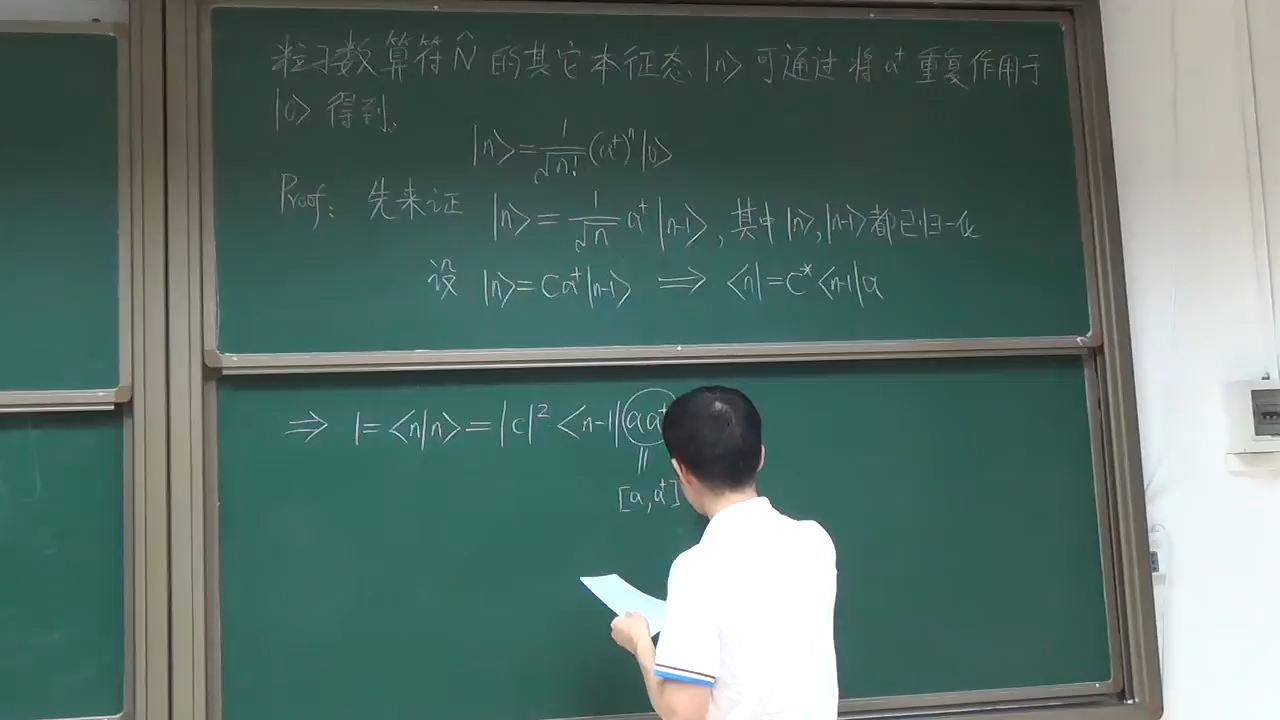 粒子数算符 N̂ 的其它本征态 |n> 可通过将 a⁺ 重复作用于
|0> 得到.
|n> = 1/√n! (a⁺)ⁿ |0>
Proof: 先来证 |n> = 1/√n a⁺ |n-1>, 其中 |n>, |n-1> 都已归一化
设 |n> = C a⁺ |n-1> ⟹ <n| = C* <n-1| a
⟹ 1 = <n|n> = |C|² <n-1| a a⁺
||
[a, a⁺]